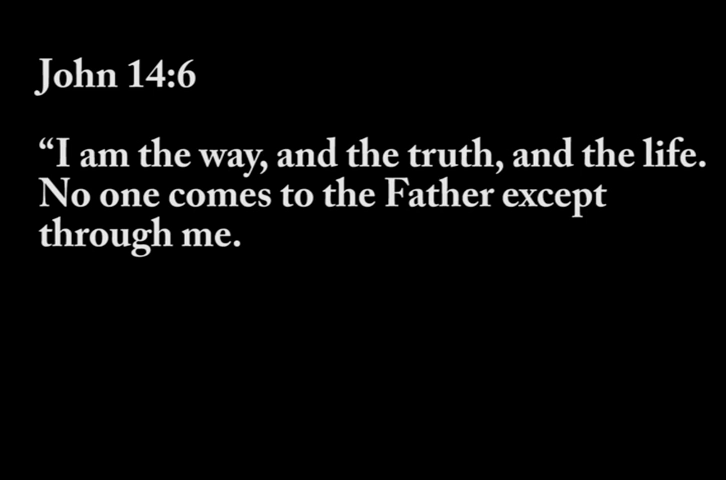 John 14:6
“I am the way, and the truth, and the life.
No one comes to the Father except
through me.